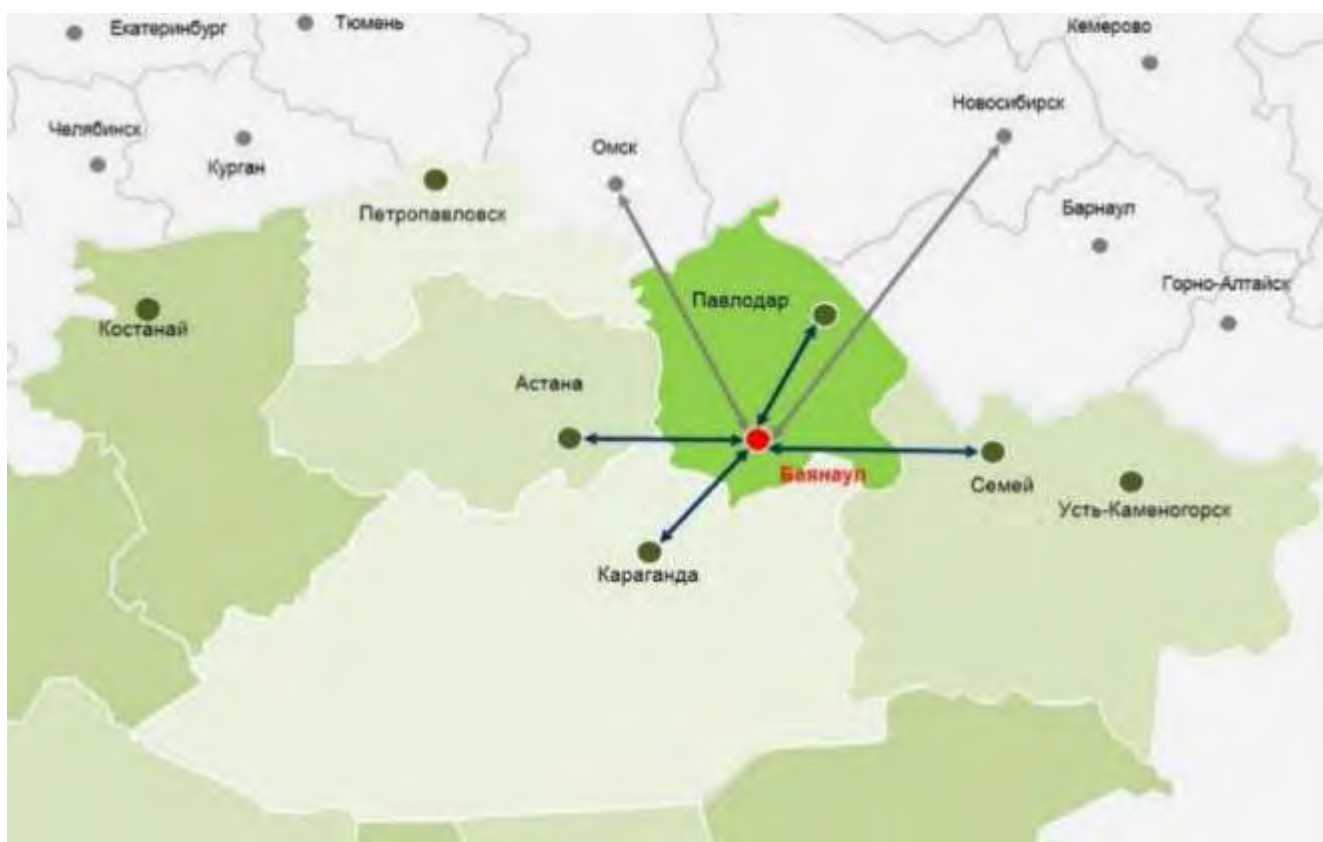 Екатеринбург
Тюмень
Кемерово
Челябинск
Новосибирск
Омск
Курган
Петропавловск
Барнаул
Горно-Алтайск
Павлодар
Костанай
Астана
Баянаул
Семей
Усть-Каменогорск
Караганда